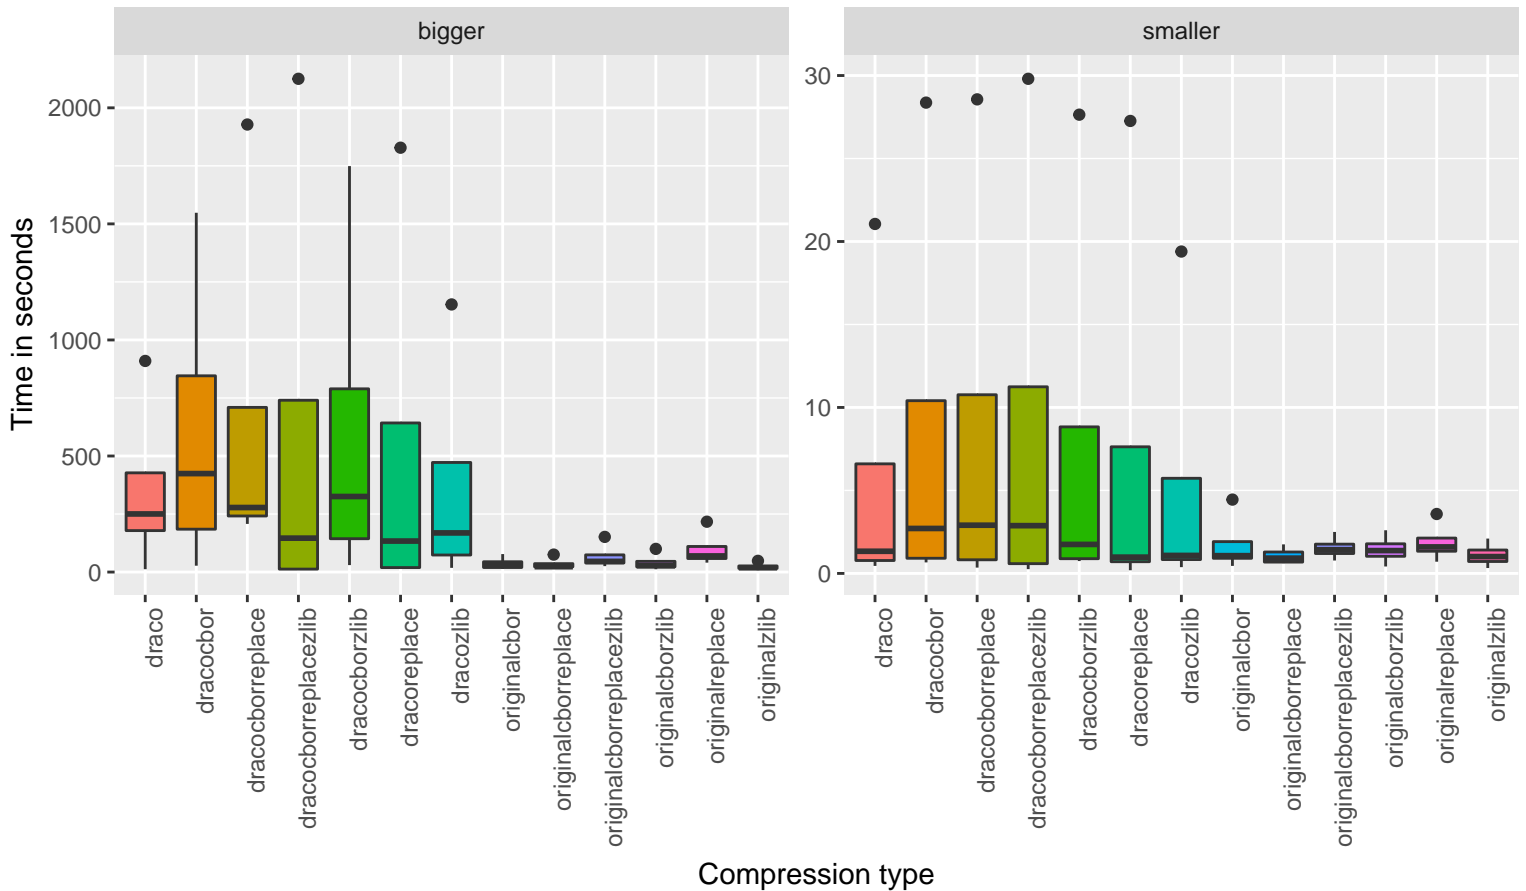 bigger
smaller
Time in seconds
2000
1500
1000
500
0
30
20
10
0
draco
dracocbor
dracocborreplace
dracocborreplacezlib
dracocborzlib
dracoreplace
dracozlib
originalcbor
originalcborreplace
originalcborreplacezlib
originalcborzlib
originalreplace
originalzlib
draco
dracocbor
dracocborreplace
dracocborreplacezlib
dracocborzlib
dracoreplace
dracozlib
originalcbor
originalcborreplace
originalcborreplacezlib
originalcborzlib
originalreplace
originalzlib
Compression type